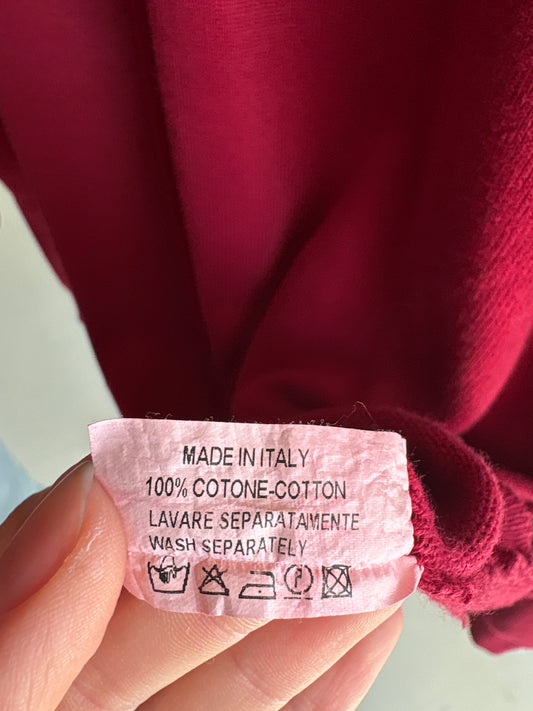 MADE IN ITALY
100% COTONE-COTTON
LAVARE SEPARATAMENTE
WASH SEPARATELY